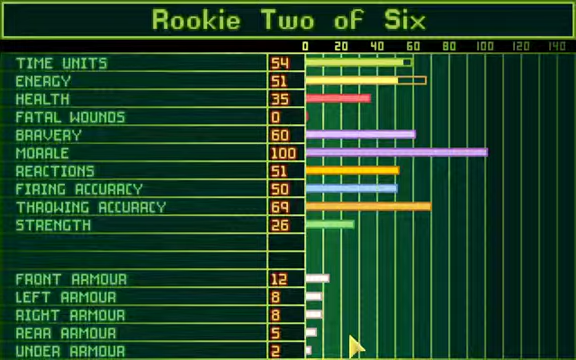 Rookie Two of Six
0 20 40 60 80 100 120 140
TIME UNITS 54
ENERGY 51
HEALTH 35
FATAL WOUNDS 0
BRAVERY 60
MORALE 100
REACTIONS 51
FIRING ACCURACY 50
THROWING ACCURACY 69
STRENGTH 26
FRONT ARMOUR 12
LEFT ARMOUR 8
RIGHT ARMOUR 8
REAR ARMOUR 5
UNDER ARMOUR 2